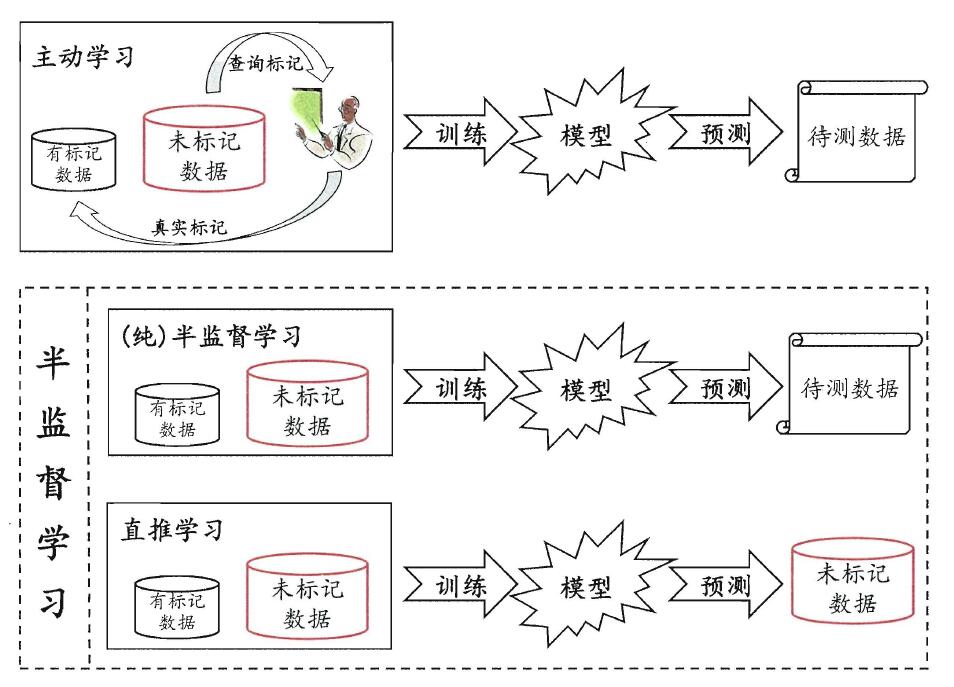 主动学习
查询标记
有标记
数据
未标记
数据
真实标记
训练
模型
预测
待测数据
半
监
督
学
习
(纯)半监督学习
有标记
数据
未标记
数据
训练
模型
预测
待测数据
直推学习
有标记
数据
未标记
数据
训练
模型
预测
未标记
数据